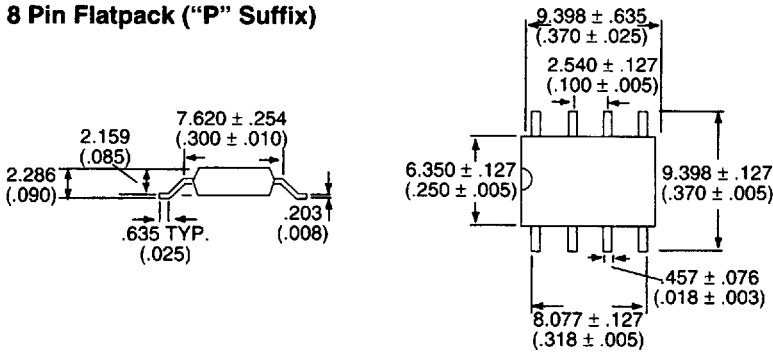 8 Pin Flatpack ("P" Suffix)
7.620 ± .254
(.300 ± .010)
2.159
(.085)
2.286
(.090)
.203
(.008)
.635 TYP.
(.025)
9.398 ± .635
(.370 ± .025)
2.540 ± .127
(.100 ± .005)
6.350 ± .127
(.250 ± .005)
9.398 ± .127
(.370 ± .005)
.457 ± .076
(.018 ± .003)
8.077 ± .127
(.318 ± .005)